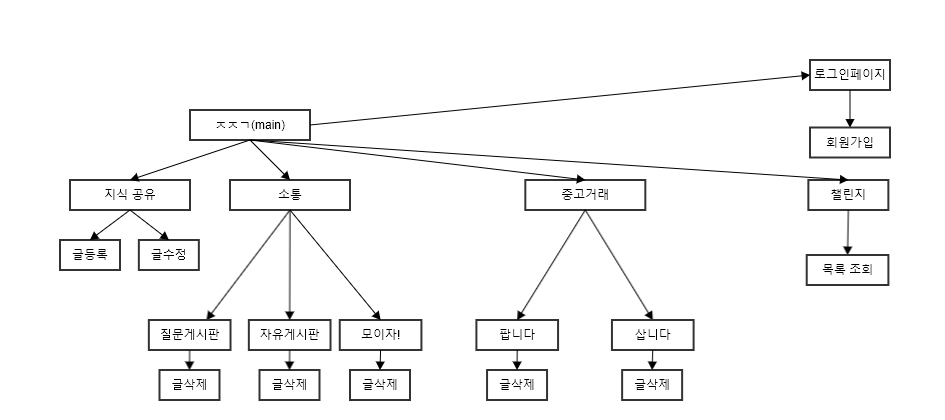 로그인페이지
ㅈㅈㄱ(main)
회원가입
지식 공유
소통
중고거래
챌린지
글등록
글수정
목록 조회
질문게시판
자유게시판
모이자!
팝니다
삽니다
글삭제
글삭제
글삭제
글삭제
글삭제